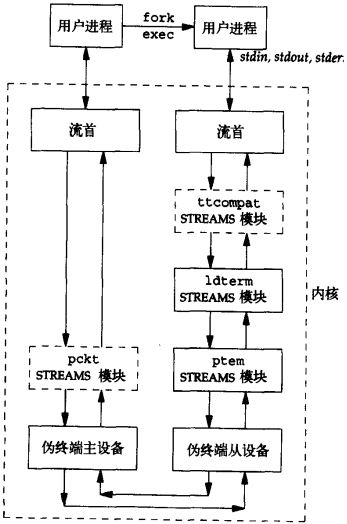 用户进程
fork
exec
用户进程
stdin, stdout, stder
流首
流首
ttcompat
STREAMS 模块
ldterm
STREAMS 模块
内核
pckt
STREAMS 模块
ptem
STREAMS 模块
伪终端主设备
伪终端从设备